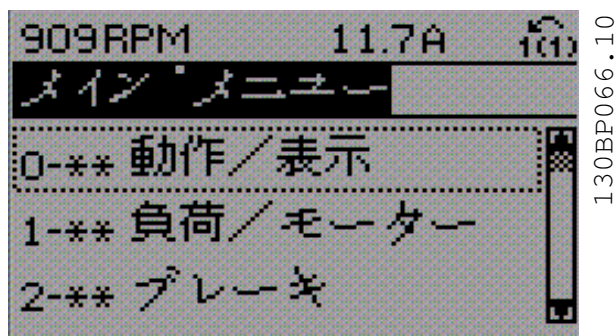 909RPM 11.7A 1(1)
メイン゛メニュー
0-** 動作／表示
1-** 負荷／モーター
2-** ブレーキ
130BP066.10